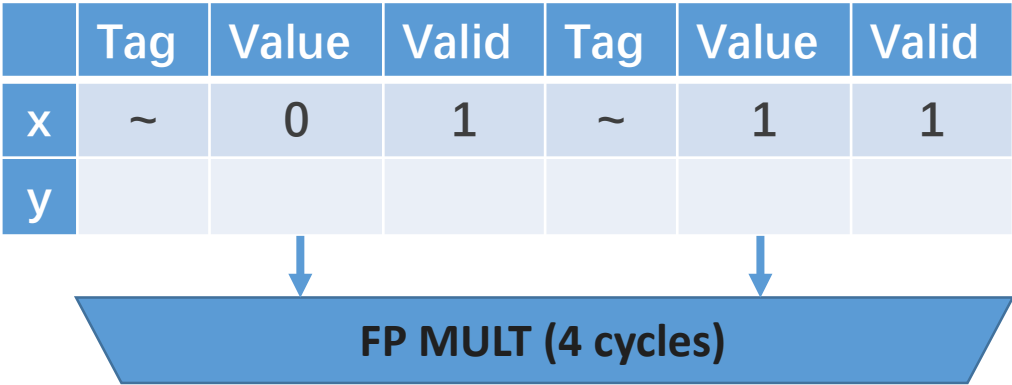 Tag Value Valid Tag Value Valid
x ~ 0 1 ~ 1 1
y
FP MULT (4 cycles)